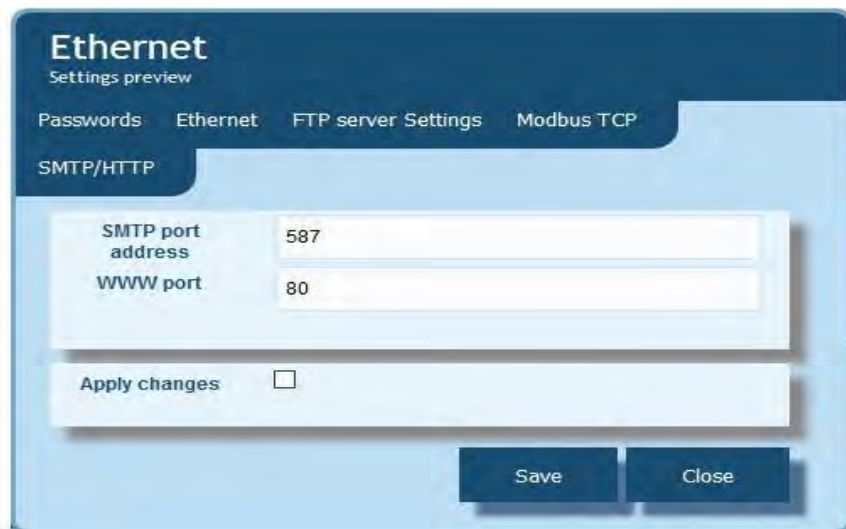 Ethernet
Settings preview
Passwords Ethernet FTP server Settings Modbus TCP
SMTP/HTTP
SMTP port
address
587
WWW port
80
Apply changes
Save Close